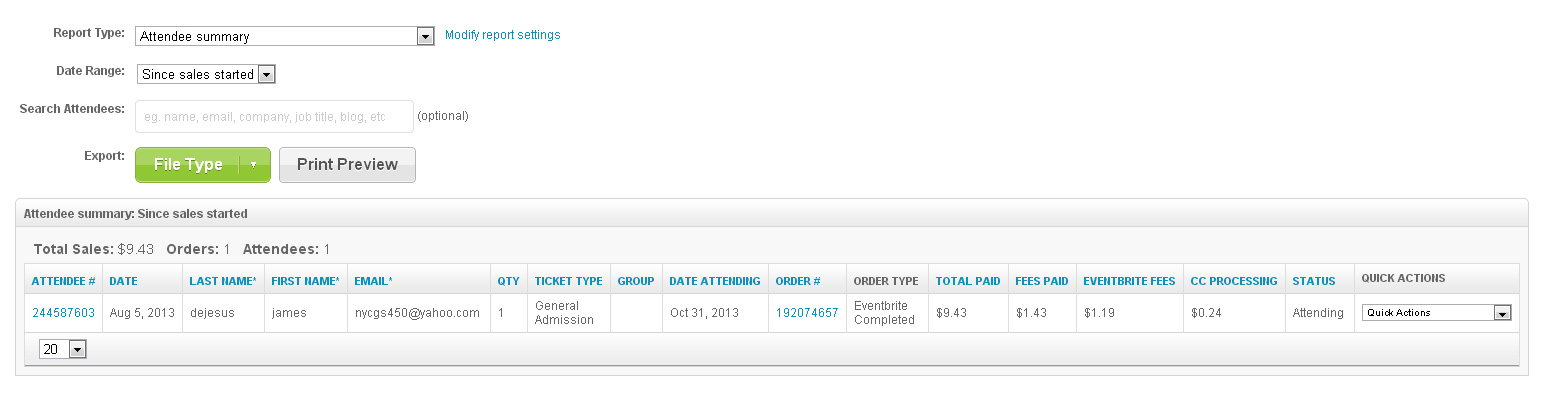 Report Type: Attendee summary Modify report settings
Date Range: Since sales started
Search Attendees: eg. name, email, company, job title, blog, etc (optional)
Export: File Type Print Preview
Attendee summary: Since sales started
Total Sales: $9.43 Orders: 1 Attendees: 1
ATTENDEE # DATE LAST NAME* FIRST NAME* EMAIL* QTY TICKET TYPE GROUP DATE ATTENDING ORDER # ORDER TYPE TOTAL PAID FEES PAID EVENTBRITE FEES CC PROCESSING STATUS QUICK ACTIONS
244587603 Aug 5, 2013 dejesus james nycgs450@yahoo.com 1 General Admission Oct 31, 2013 192074657 Eventbrite Completed $9.43 $1.43 $1.19 $0.24 Attending Quick Actions
20